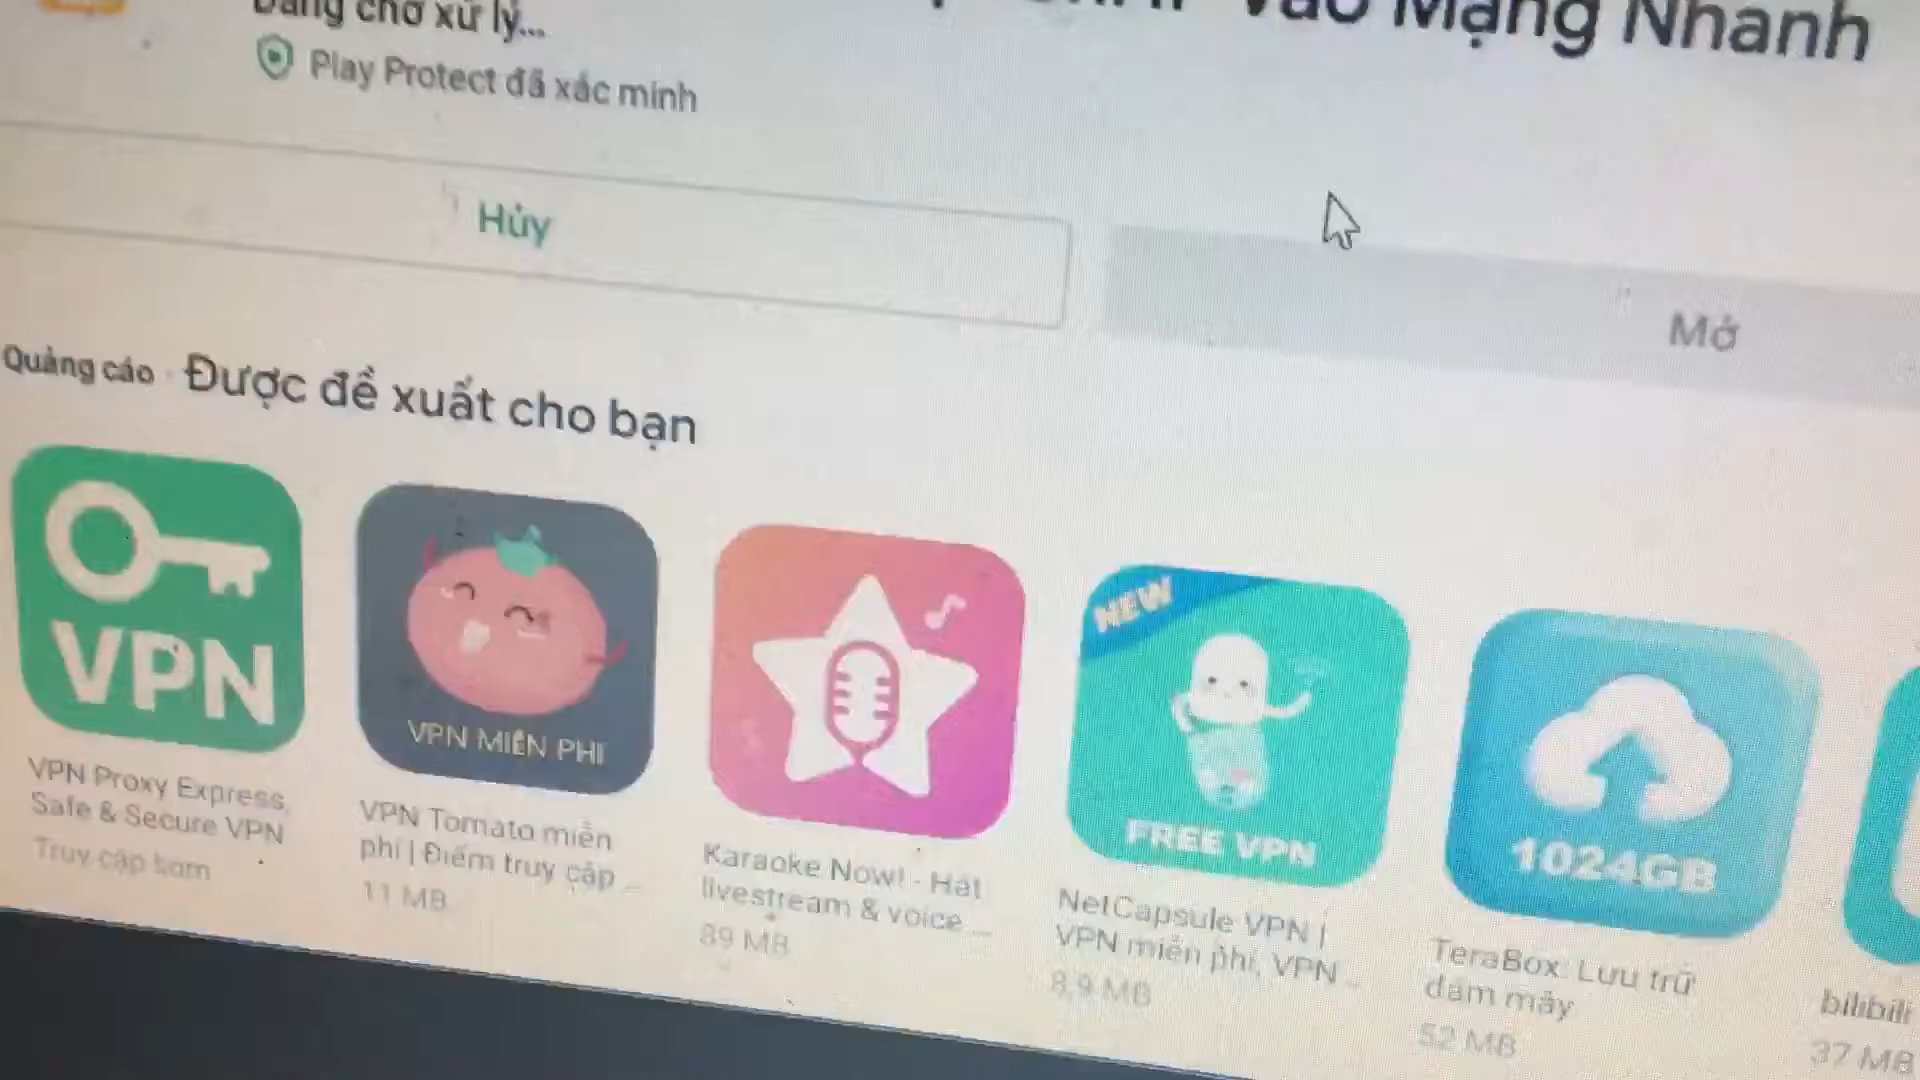 Đang chờ xử lý...
Vào Mạng Nhanh
Play Protect đã xác minh
Hủy
Mở
Quảng cáo · Được đề xuất cho bạn
VPN
VPN MIỄN PHÍ
NEW
FREE VPN
1024GB
VPN Proxy Express,
Safe & Secure VPN
Truy cập sớm
VPN Tomato miễn
phí | Điểm truy cập ...
11 MB
Karaoke Now! - Hát
livestream & voice ...
89 MB
NetCapsule VPN |
VPN miễn phí, VPN ...
8,9 MB
TeraBox: Lưu trữ
đám mây
52 MB
bilibili
37 MB